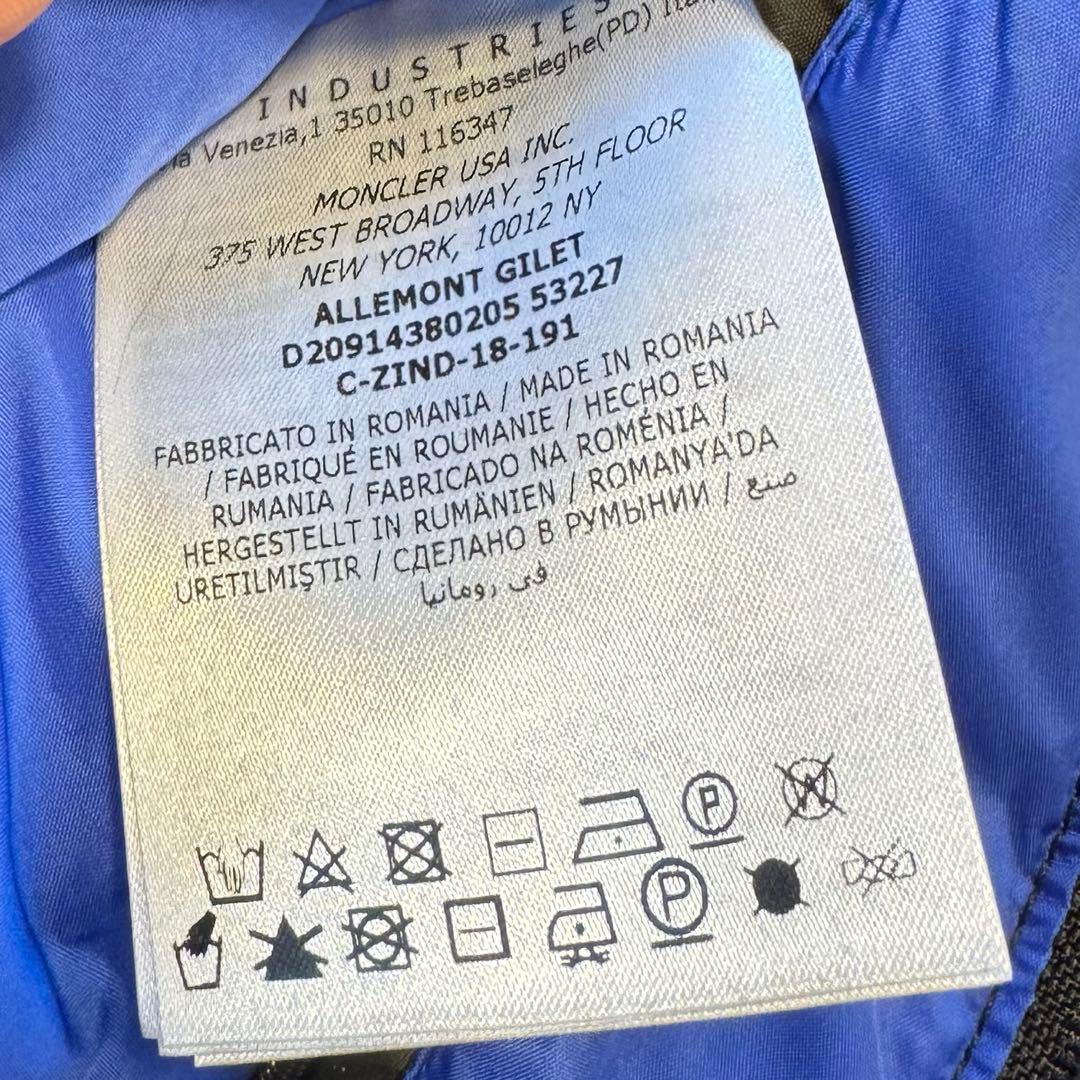 INDUSTRIES
Venezia,1 35010 Trebaseleghe(PD)
RN 116347
MONCLER USA INC.
375 WEST BROADWAY, 5TH FLOOR
NEW YORK, 10012 NY
ALLEMONT GILET
D20914380205 53227
C-ZIND-18-191
FABBRICATO IN ROMANIA / MADE IN ROMANIA
/ FABRIQUÉ EN ROUMANIE / HECHO EN
RUMANIA / FABRICADO NA ROMÉNIA /
HERGESTELLT IN RUMÄNIEN / ROMANYA'DA
URETILMIŞTIR / СДЕЛАНО В РУМЫНИИ / صنع
في رومانيا
P W
P